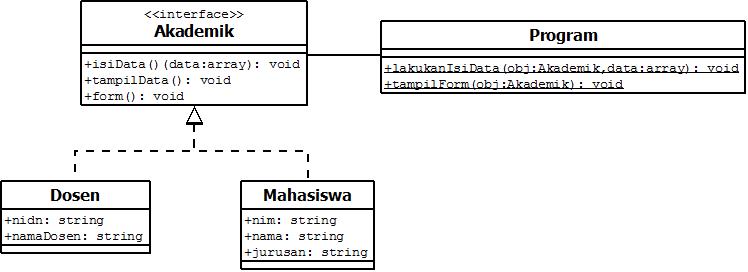 <<interface>>
Akademik
+isiData()(data:array): void
+tampilData(): void
+form(): void
Program
+lakukanIsiData(obj:Akademik,data:array): void
+tampilForm(obj:Akademik): void
Dosen
+nidn: string
+namaDosen: string
Mahasiswa
+nim: string
+nama: string
+jurusan: string